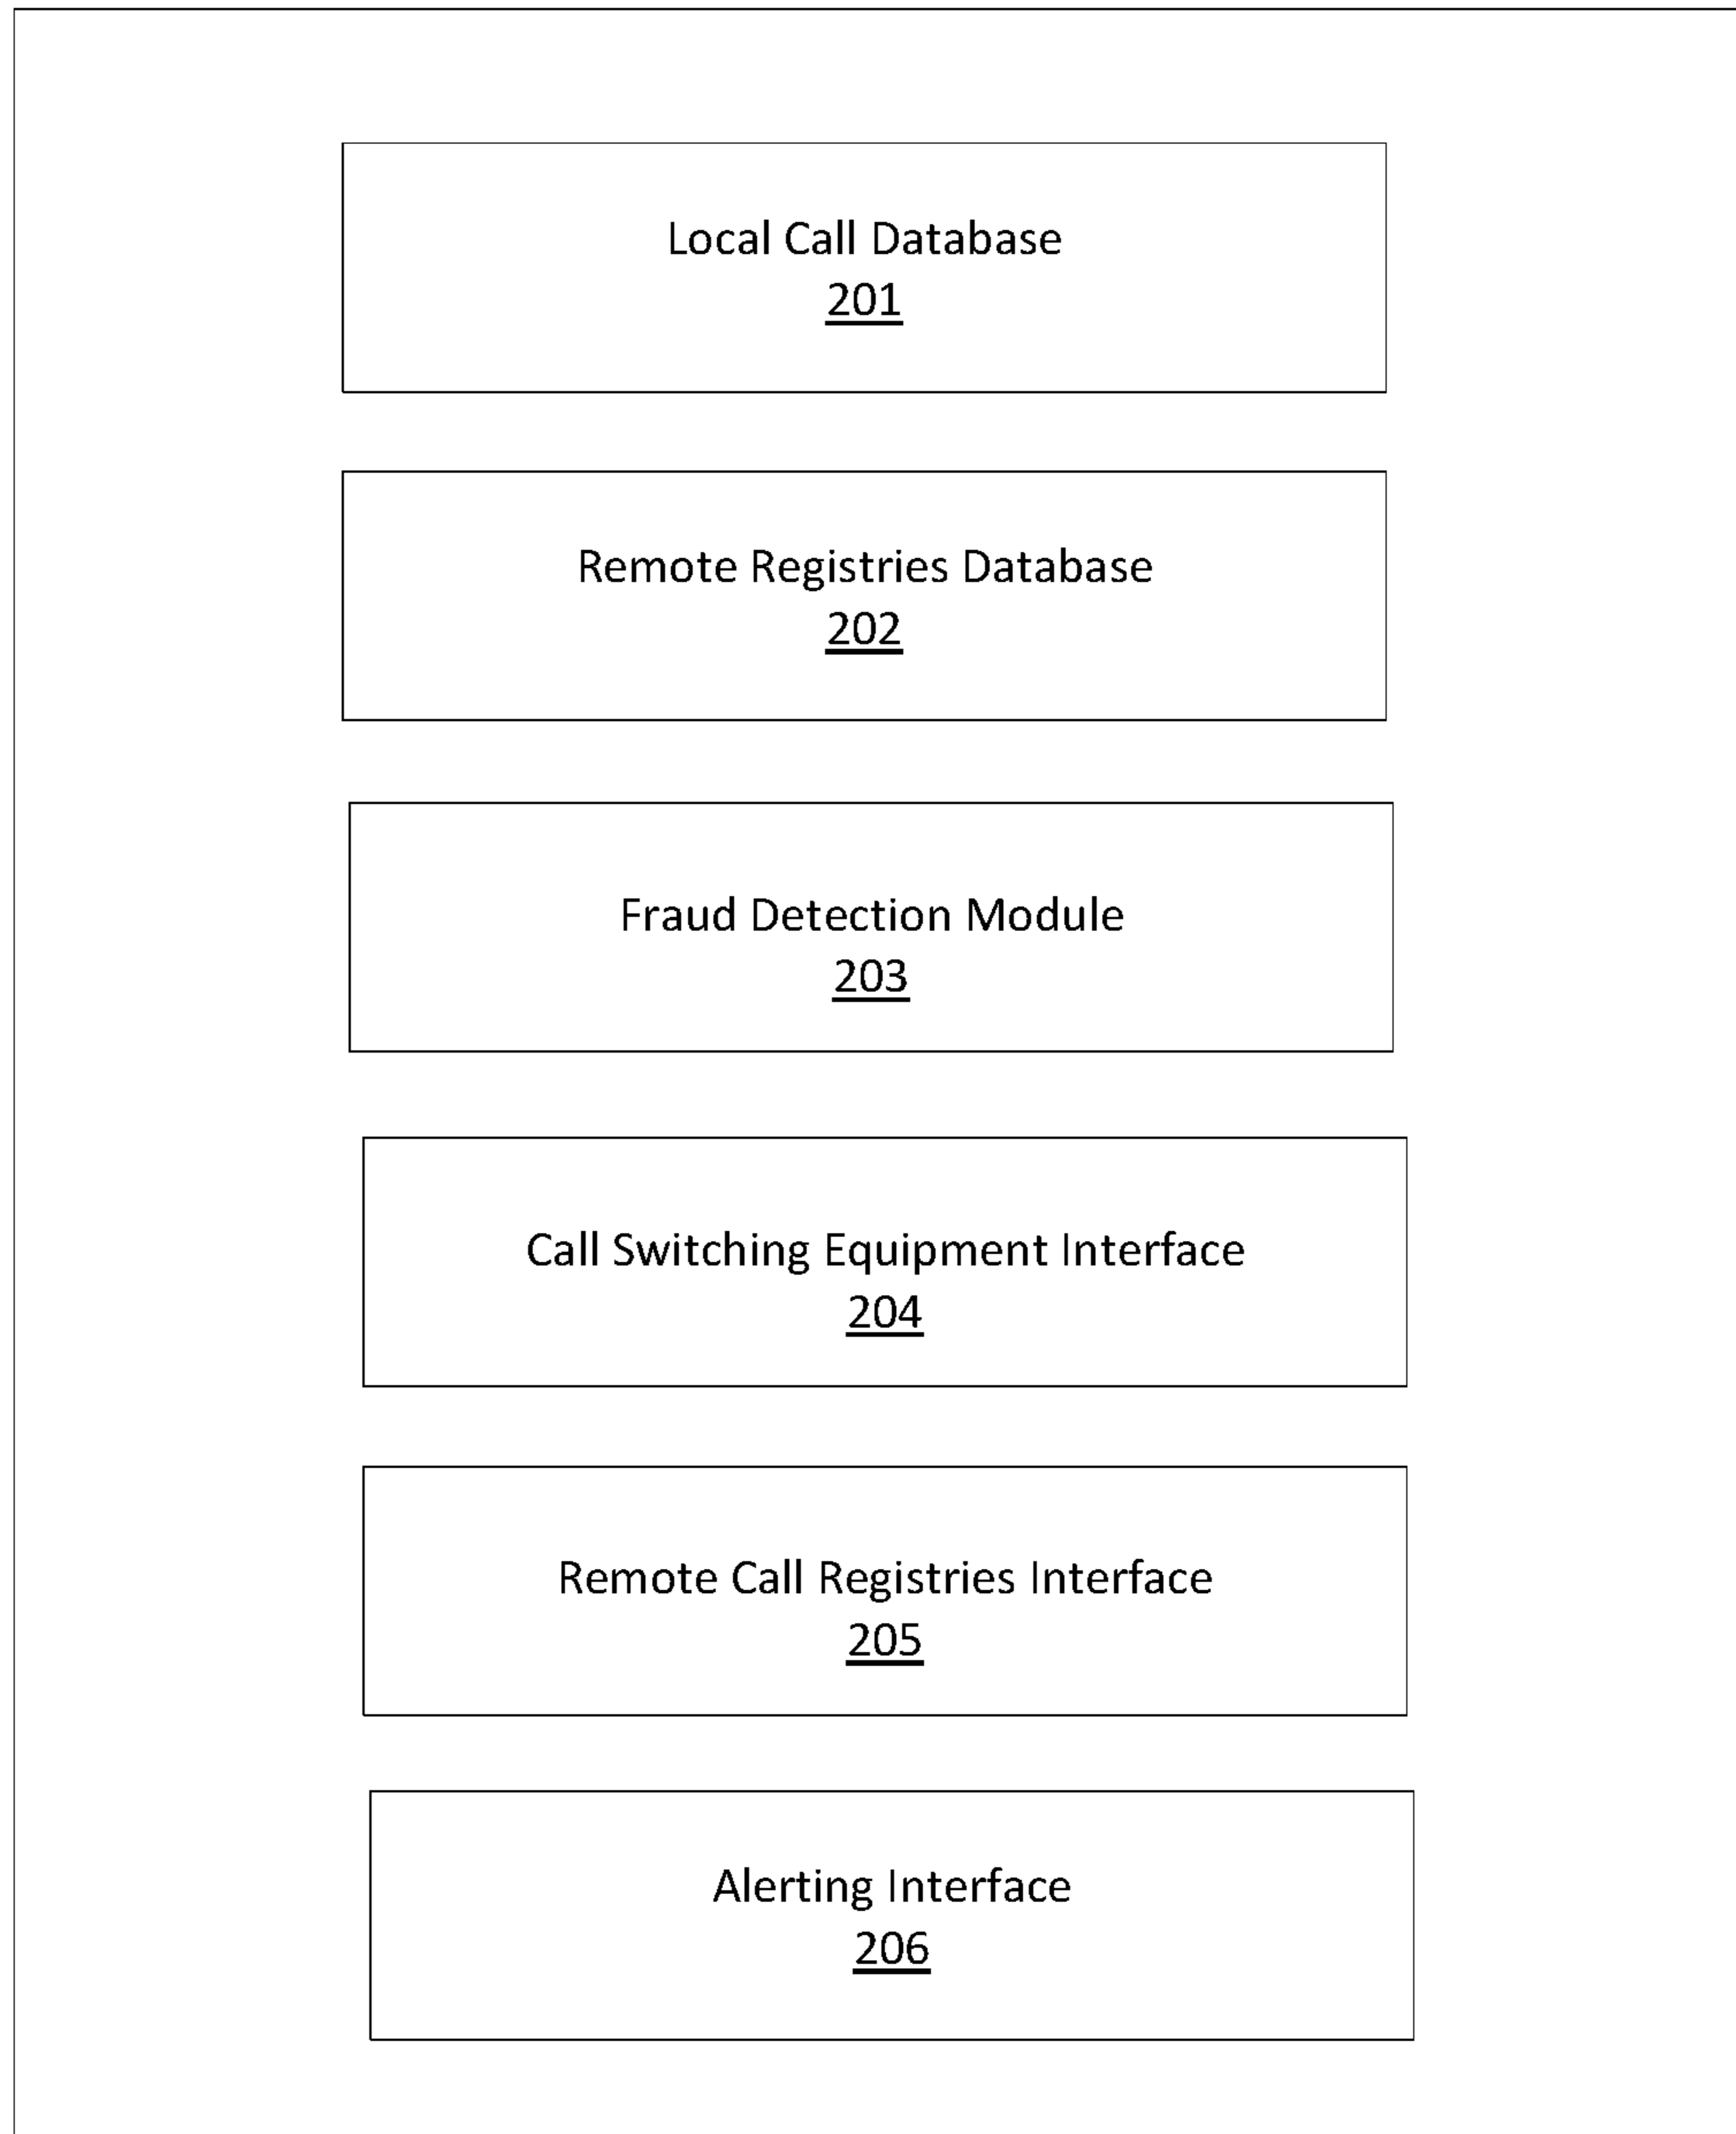 Local Call Database
201
Remote Registries Database
202
Fraud Detection Module
203
Call Switching Equipment Interface
204
Remote Call Registries Interface
205
Alerting Interface
206